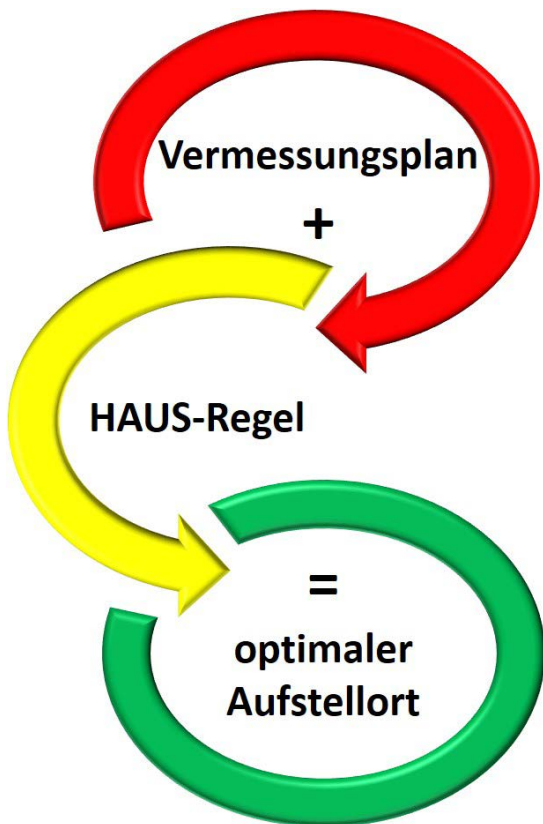 Vermessungsplan
+
HAUS-Regel
=
optimaler
Aufstellort